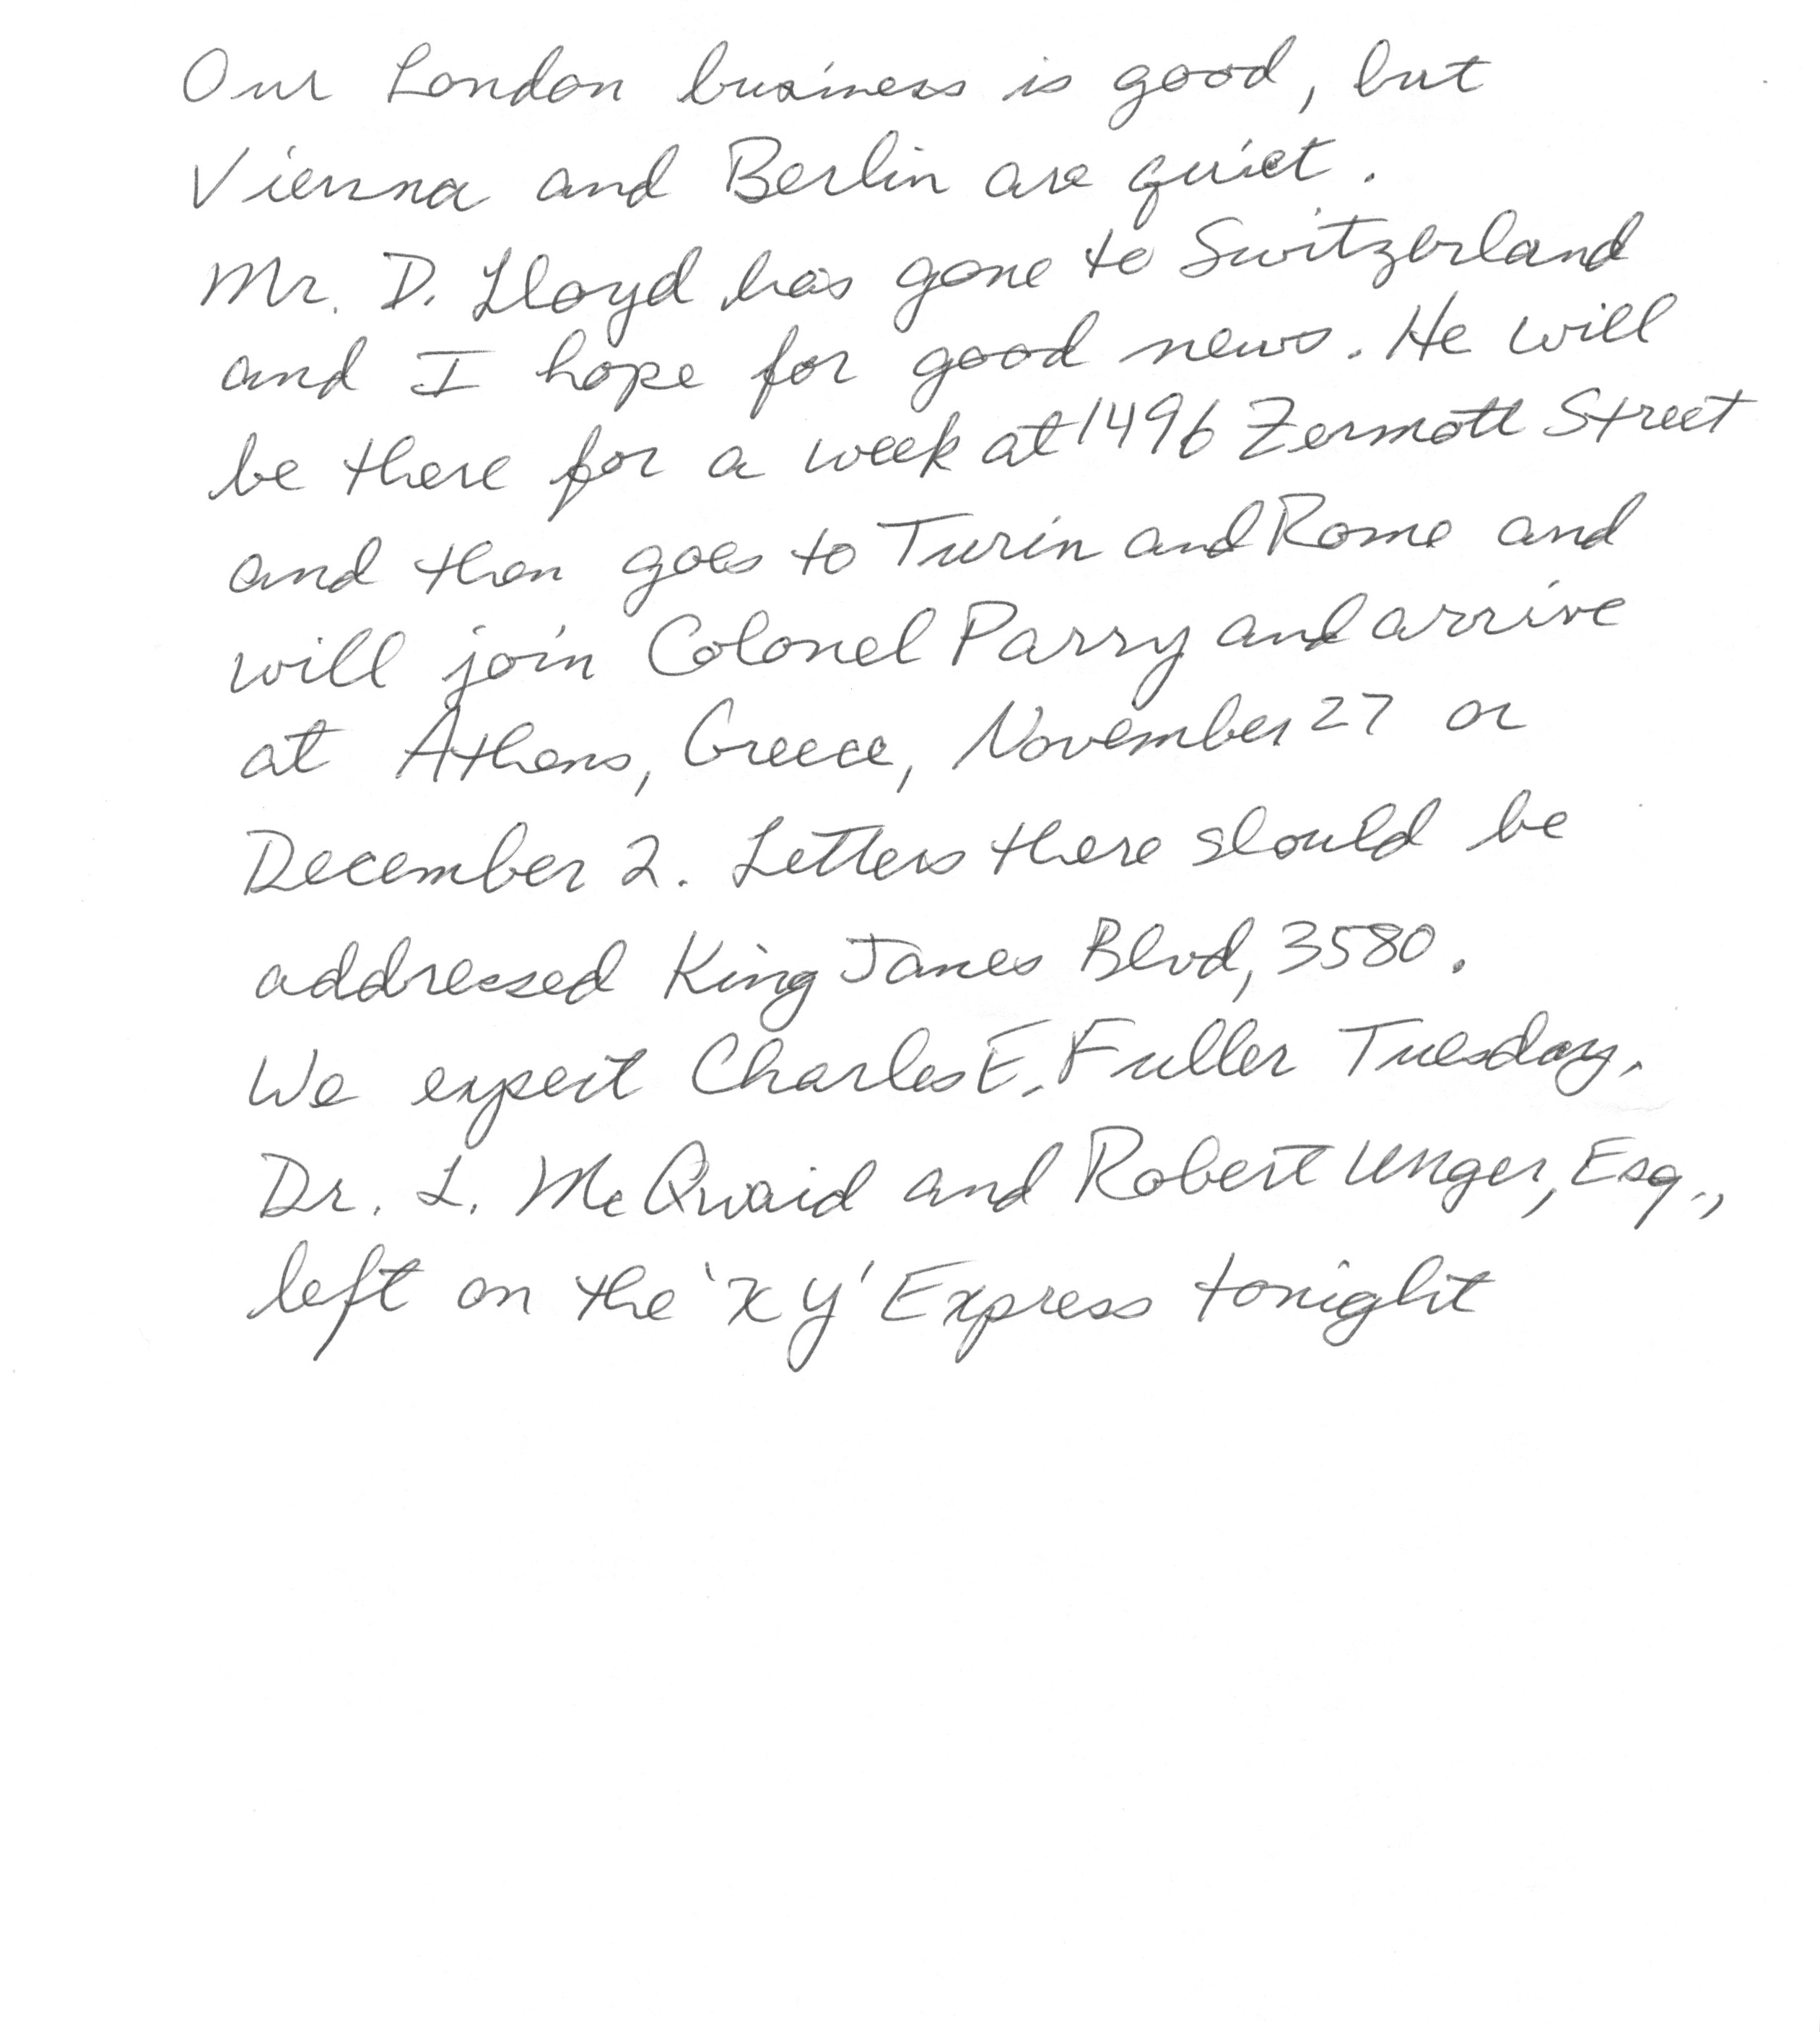 Our London business is good, but
Vienna and Berlin are quiet.
Mr. D. Lloyd has gone to Switzerland
and I hope for good news. He will
be there for a week at 1496 Zermott Street
and then goes to Turin and Rome and
will join Colonel Parry and arrive
at Athens, Greece, November 27 or
December 2. Letters there should be
addressed King James Blvd, 3580.
We expect Charles E. Fuller Tuesday.
Dr. L. McQuaid and Robert Unger, Esq.,
left on the 'XY' Express tonight